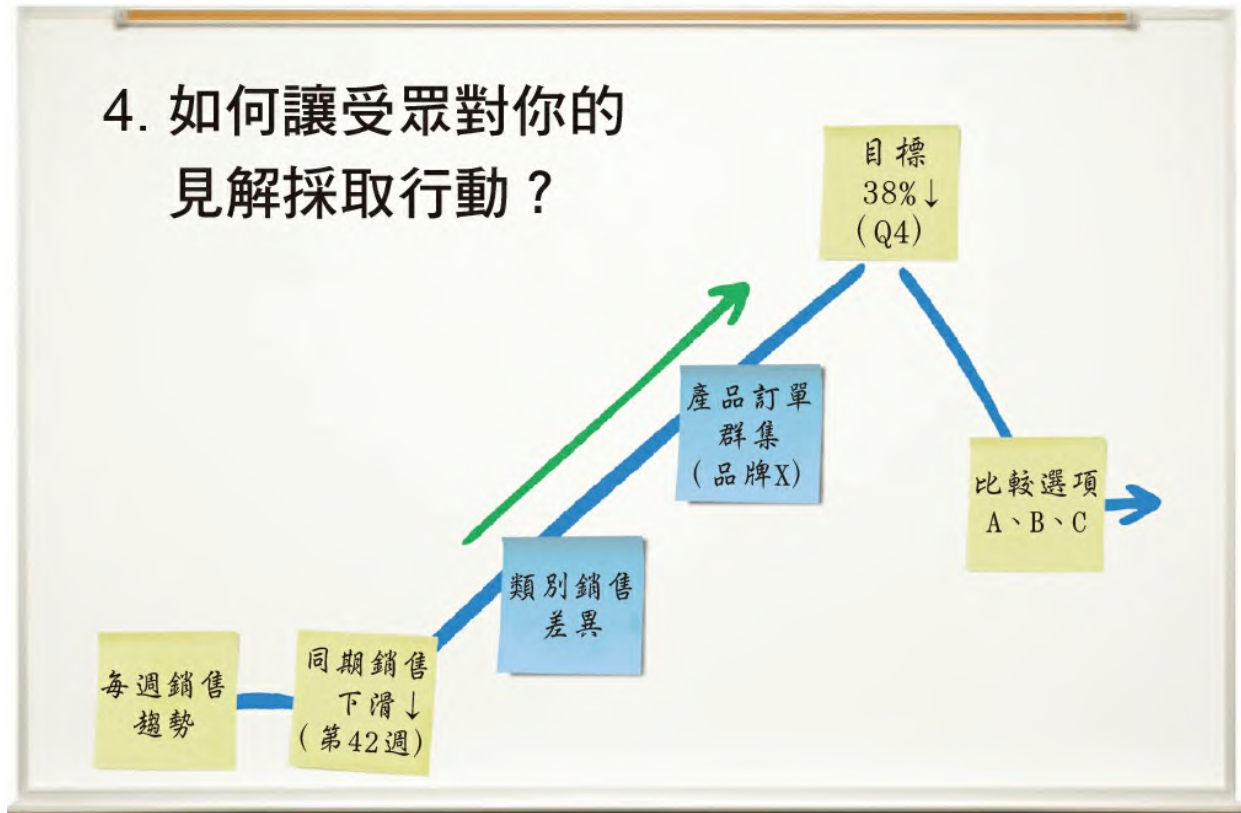 4. 如何讓受眾對你的
見解採取行動？
目標
38%↓
(Q4)
產品訂單
群集
(品牌X)
比較選項
A、B、C
類別銷售
差異
同期銷售
下滑↓
(第42週)
每週銷售
趨勢